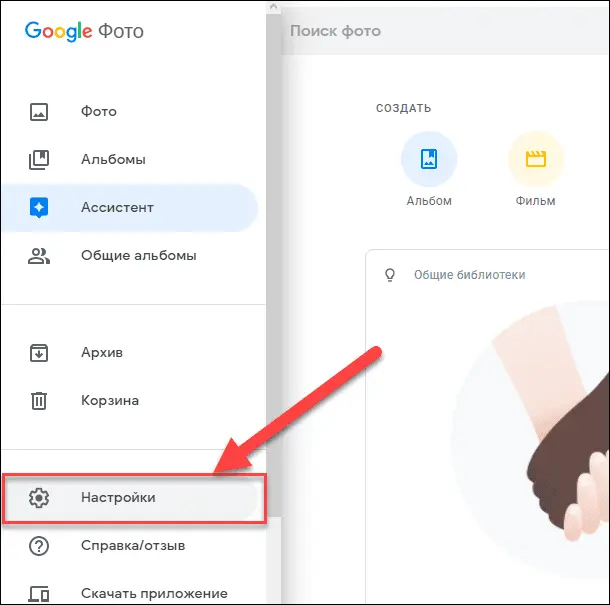 Google Фото
Фото
Альбомы
Ассистент
Общие альбомы
Архив
Корзина
Настройки
Справка/отзыв
Скачать приложение
Поиск фото
СОЗДАТЬ
Альбом
Фильм
Общие библиотеки